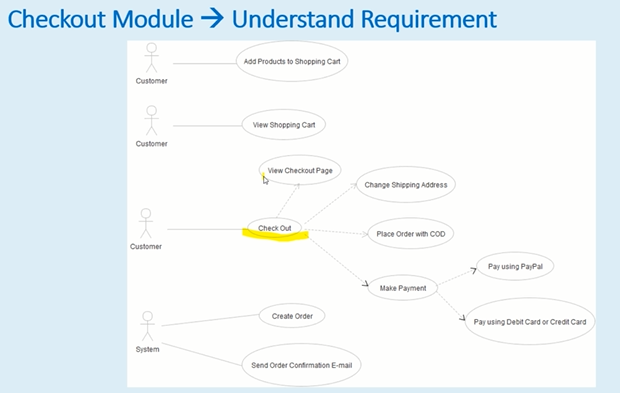 Checkout Module → Understand Requirement
Add Products to Shopping Cart
Customer
View Shopping Cart
Customer
View Checkout Page
Change Shipping Address
Check Out
Place Order with COD
Customer
Pay using PayPal
Make Payment
Create Order
Pay using Debit Card or Credit Card
System
Send Order Confirmation E-mail